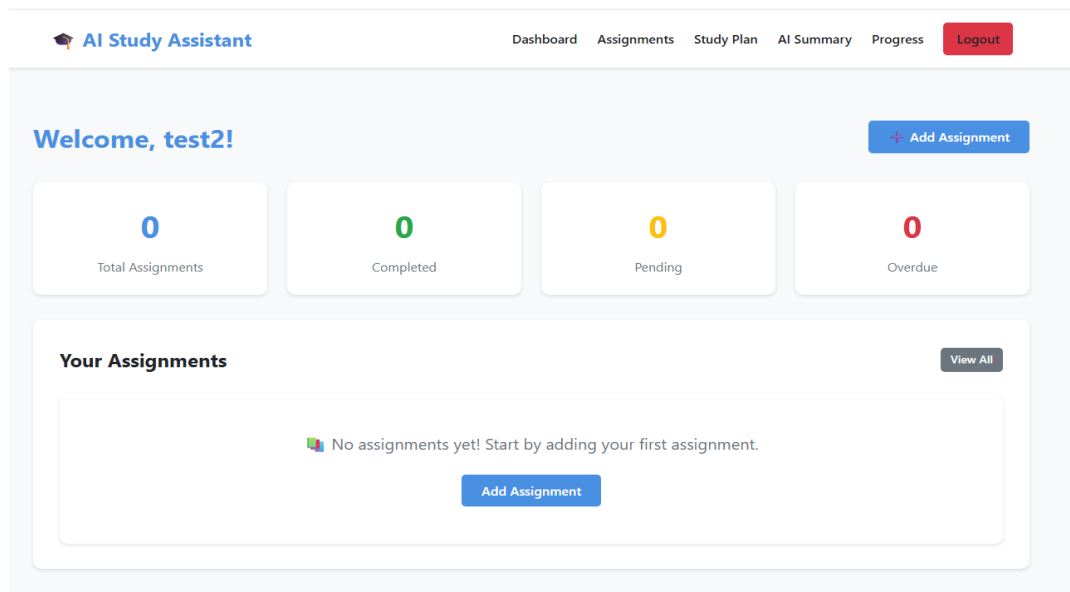 AI Study Assistant
Dashboard Assignments Study Plan AI Summary Progress Logout
Welcome, test2!
Add Assignment
0 0 0 0
Total Assignments Completed Pending Overdue
Your Assignments
View All
No assignments yet! Start by adding your first assignment.
Add Assignment